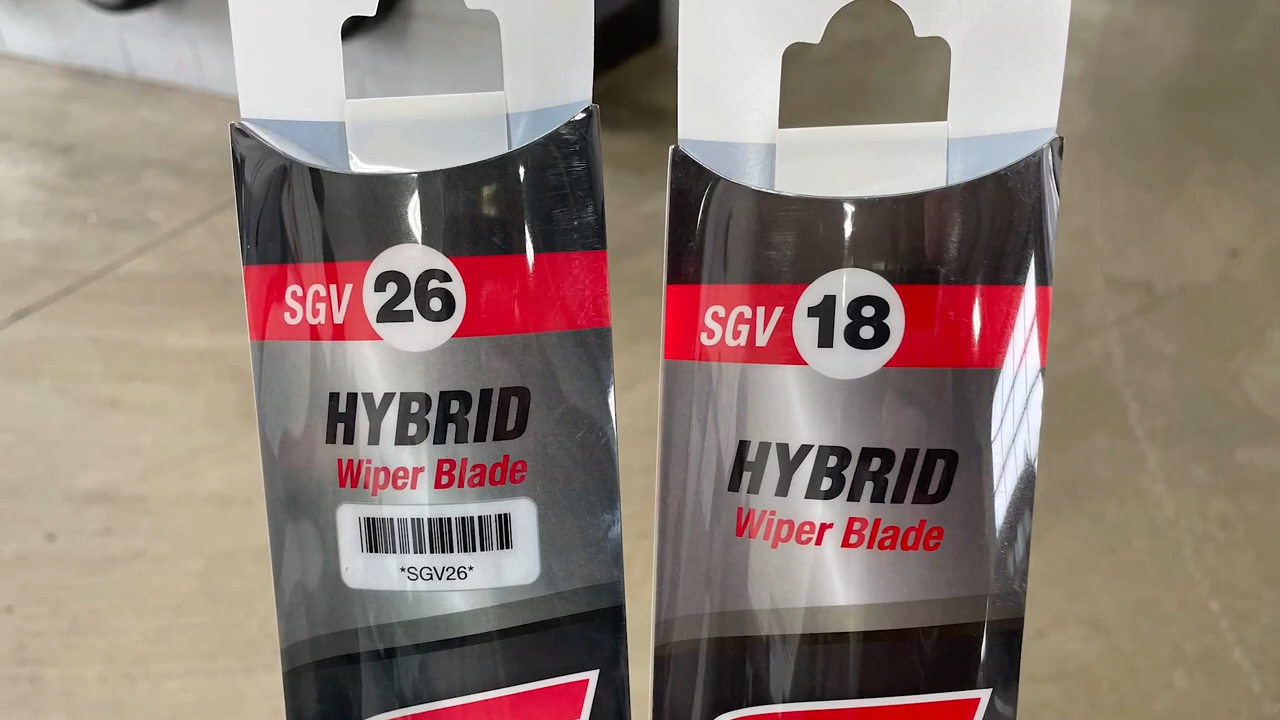 SGV 26
HYBRID
Wiper Blade
*SGV26*
SGV 18
HYBRID
Wiper Blade